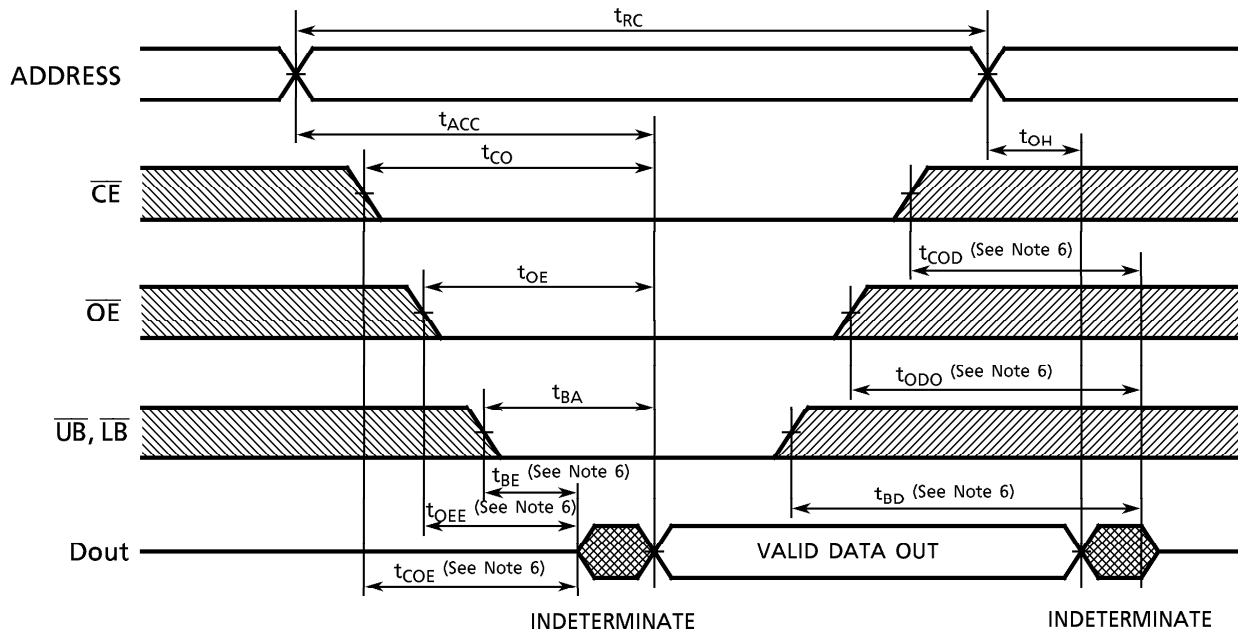 tRC
ADDRESS
tACC
tOH
tCO
CE
tCOD (See Note 6)
tOE
OE
tODO (See Note 6)
tBA
UB, LB
tBE (See Note 6)
tBD (See Note 6)
tOEE (See Note 6)
Dout
VALID DATA OUT
tCOE (See Note 6)
INDETERMINATE
INDETERMINATE